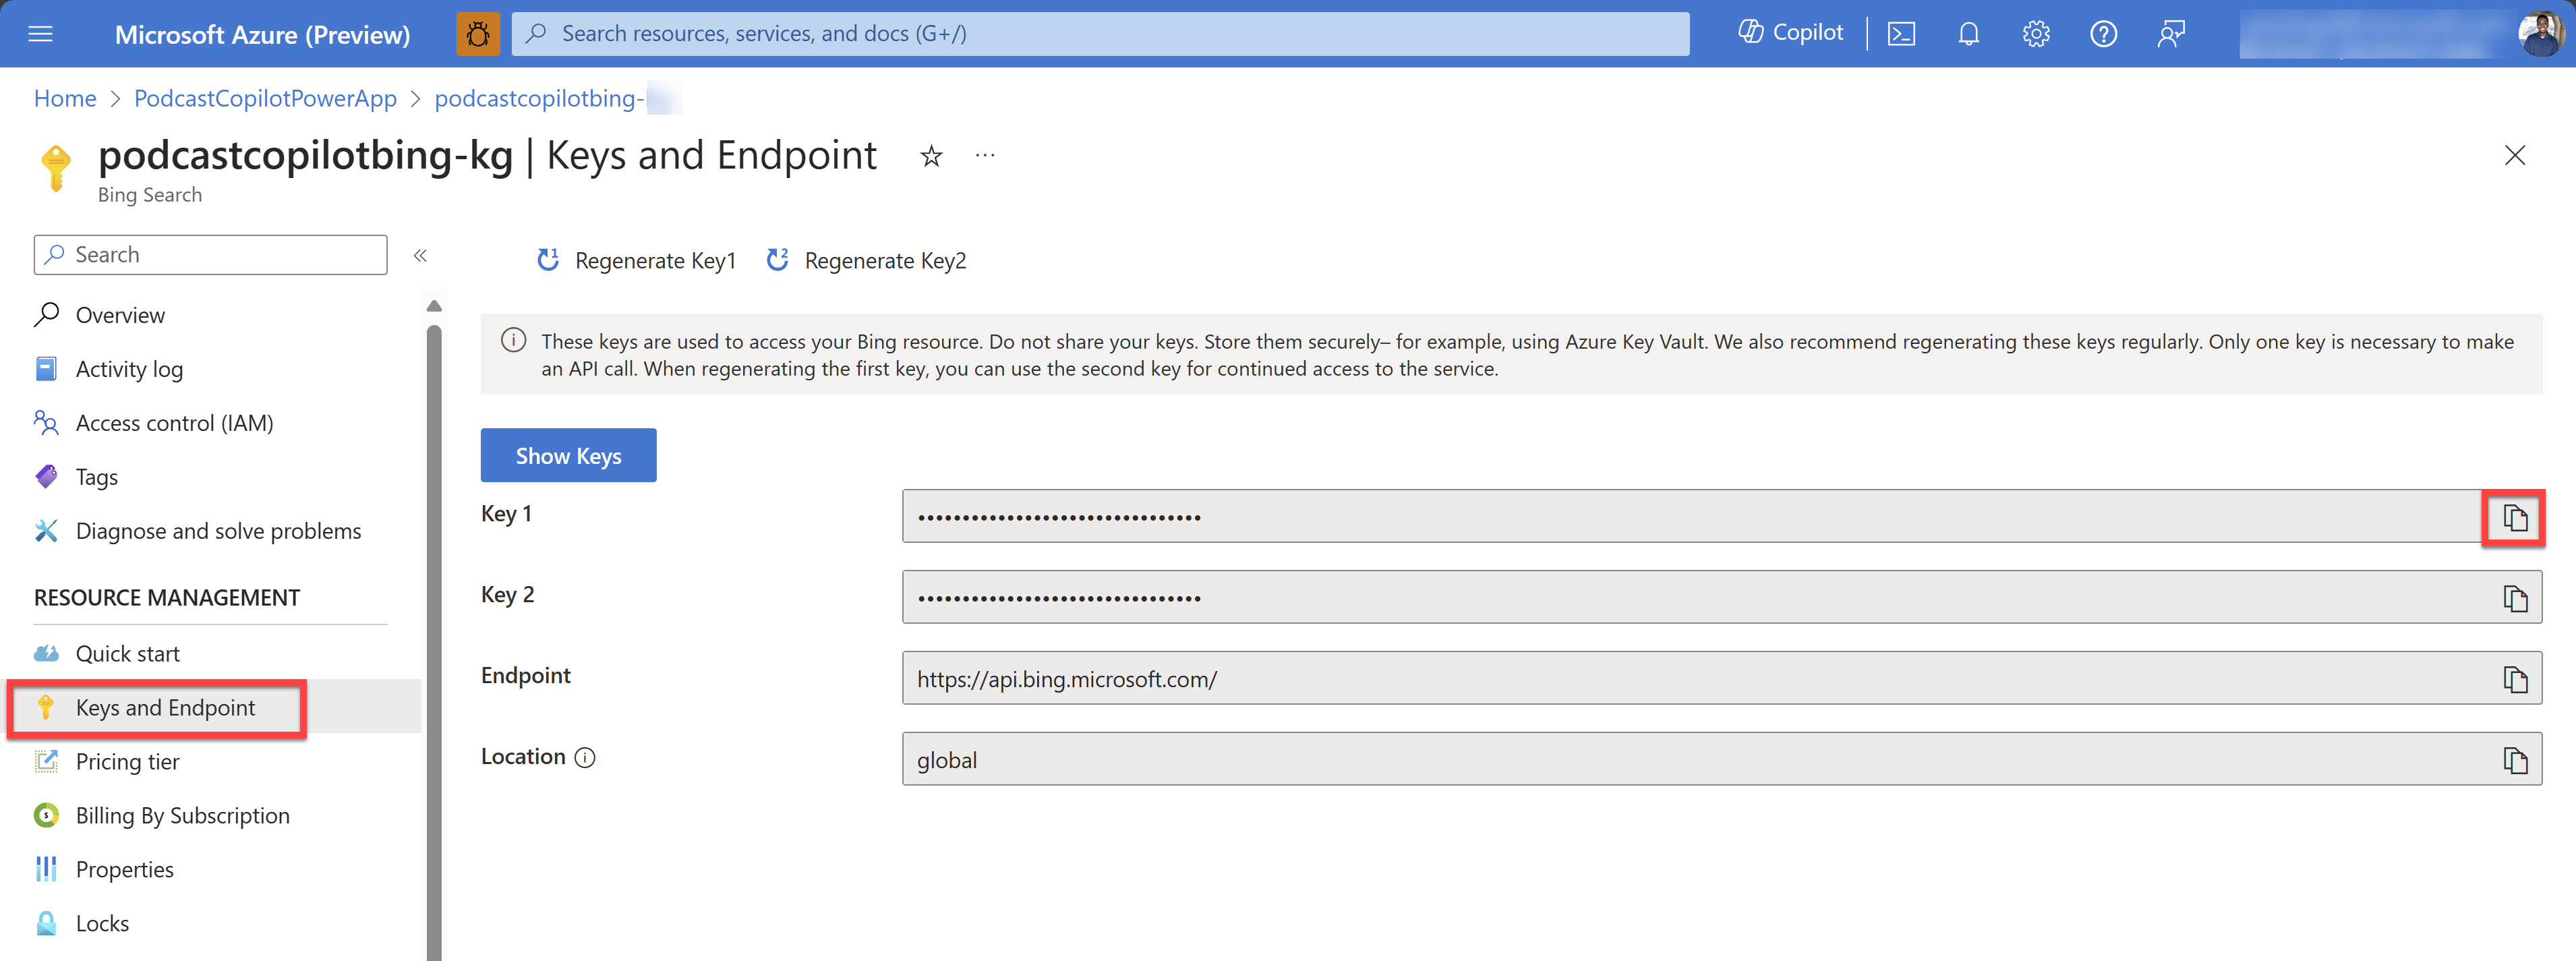 Microsoft Azure (Preview)
Search resources, services, and docs (G+/)
Copilot
Home > PodcastCopilotPowerApp > podcastcopilotbing-
podcastcopilotbing-kg | Keys and Endpoint
Bing Search
Search
Overview
Activity log
Access control (IAM)
Tags
Diagnose and solve problems
RESOURCE MANAGEMENT
Quick start
Keys and Endpoint
Pricing tier
Billing By Subscription
Properties
Locks
Regenerate Key1
Regenerate Key2
These keys are used to access your Bing resource. Do not share your keys. Store them securely– for example, using Azure Key Vault. We also recommend regenerating these keys regularly. Only one key is necessary to make
an API call. When regenerating the first key, you can use the second key for continued access to the service.
Show Keys
Key 1
••••••••••••••••••••••••••••••••
Key 2
••••••••••••••••••••••••••••••••
Endpoint
https://api.bing.microsoft.com/
Location
global